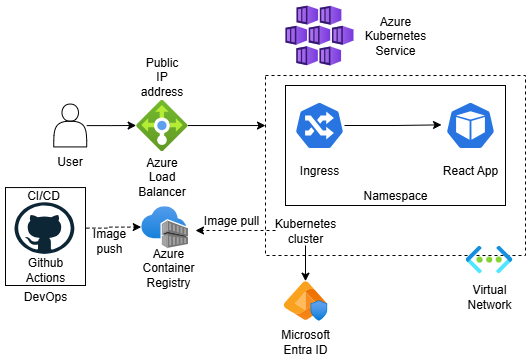 Azure
Kubernetes
Service
Public
IP
address
User
Azure
Load
Balancer
Ingress
React App
Namespace
CI/CD
Github
Actions
DevOps
Image
push
Azure
Container
Registry
Image pull
Kubernetes
cluster
Virtual
Network
Microsoft
Entra ID